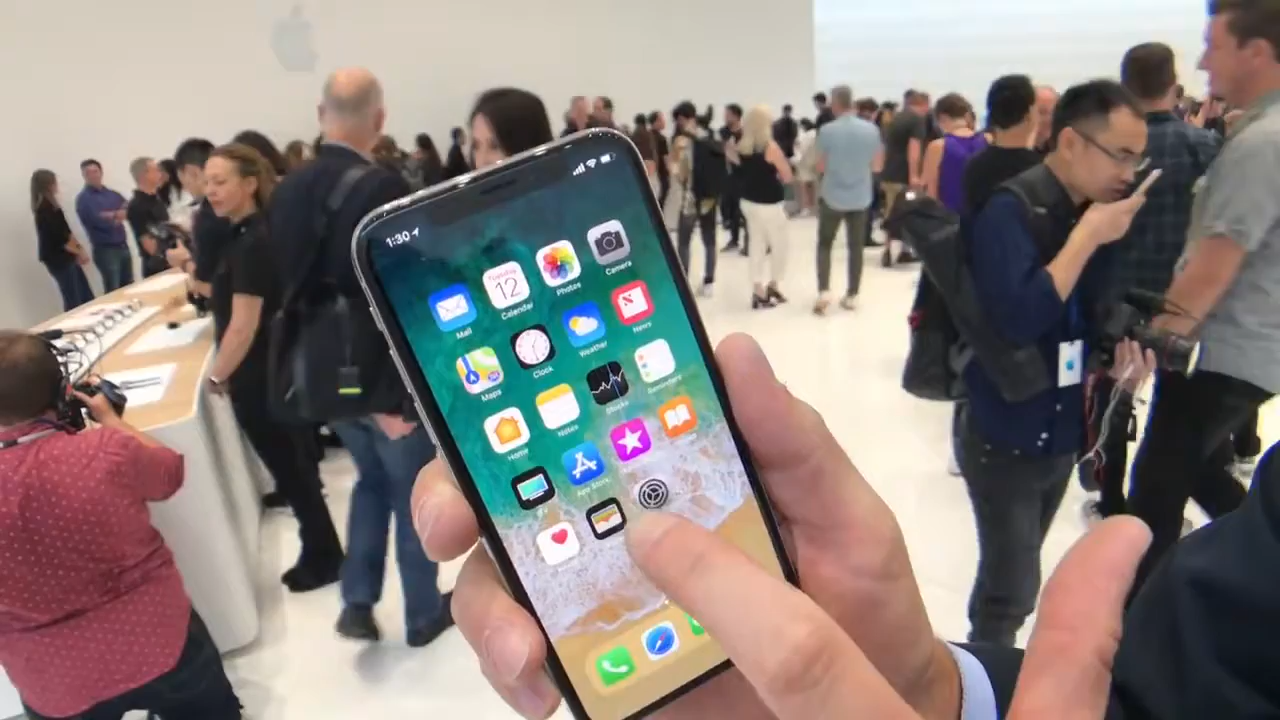 1:30
Tuesday
12
Mail
Calendar
Photos
Camera
Maps
Clock
Weather
News
Home
Notes
Stocks
Reminders
App Store